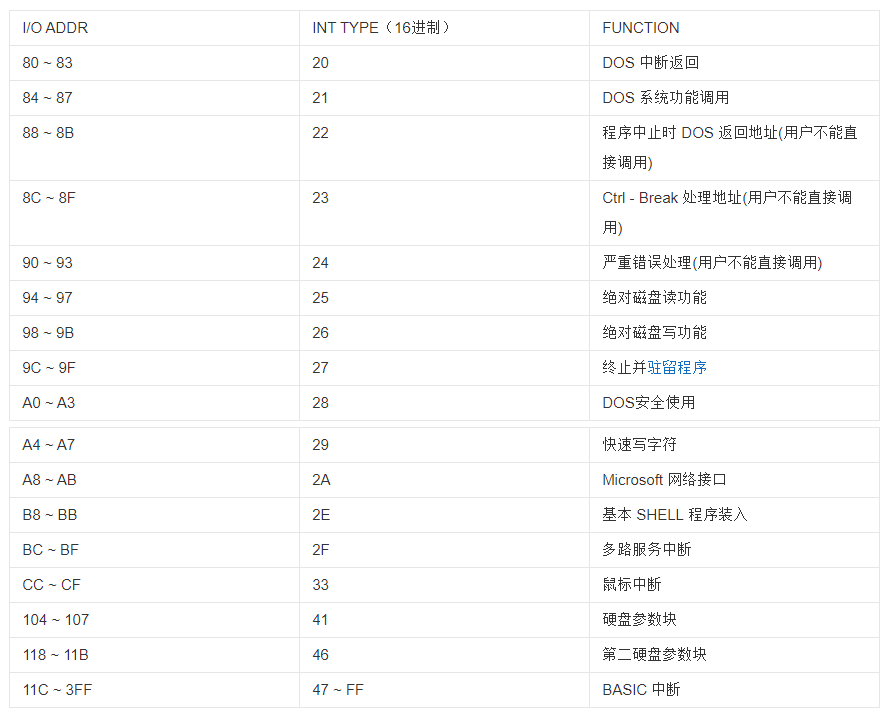 I/O ADDR INT TYPE（16进制） FUNCTION
80 ~ 83 20 DOS 中断返回
84 ~ 87 21 DOS 系统功能调用
88 ~ 8B 22 程序中止时 DOS 返回地址(用户不能直
接调用)
8C ~ 8F 23 Ctrl - Break 处理地址(用户不能直接调
用)
90 ~ 93 24 严重错误处理(用户不能直接调用)
94 ~ 97 25 绝对磁盘读功能
98 ~ 9B 26 绝对磁盘写功能
9C ~ 9F 27 终止并驻留程序
A0 ~ A3 28 DOS安全使用
A4 ~ A7 29 快速写字符
A8 ~ AB 2A Microsoft 网络接口
B8 ~ BB 2E 基本 SHELL 程序装入
BC ~ BF 2F 多路服务中断
CC ~ CF 33 鼠标中断
104 ~ 107 41 硬盘参数块
118 ~ 11B 46 第二硬盘参数块
11C ~ 3FF 47 ~ FF BASIC 中断